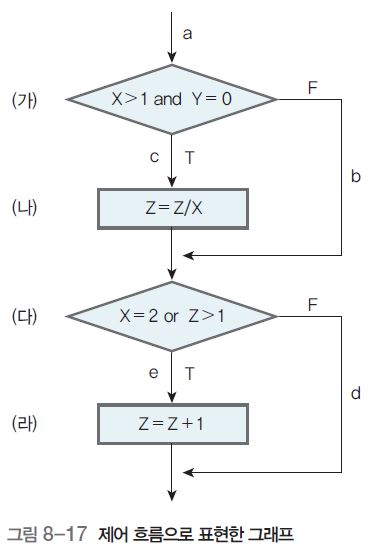 a
(가) X>1 and Y=0 F
c T
b
(나) Z=Z/X
(다) X=2 or Z>1 F
e T
d
(라) Z=Z+1
그림 8-17 제어 흐름으로 표현한 그래프